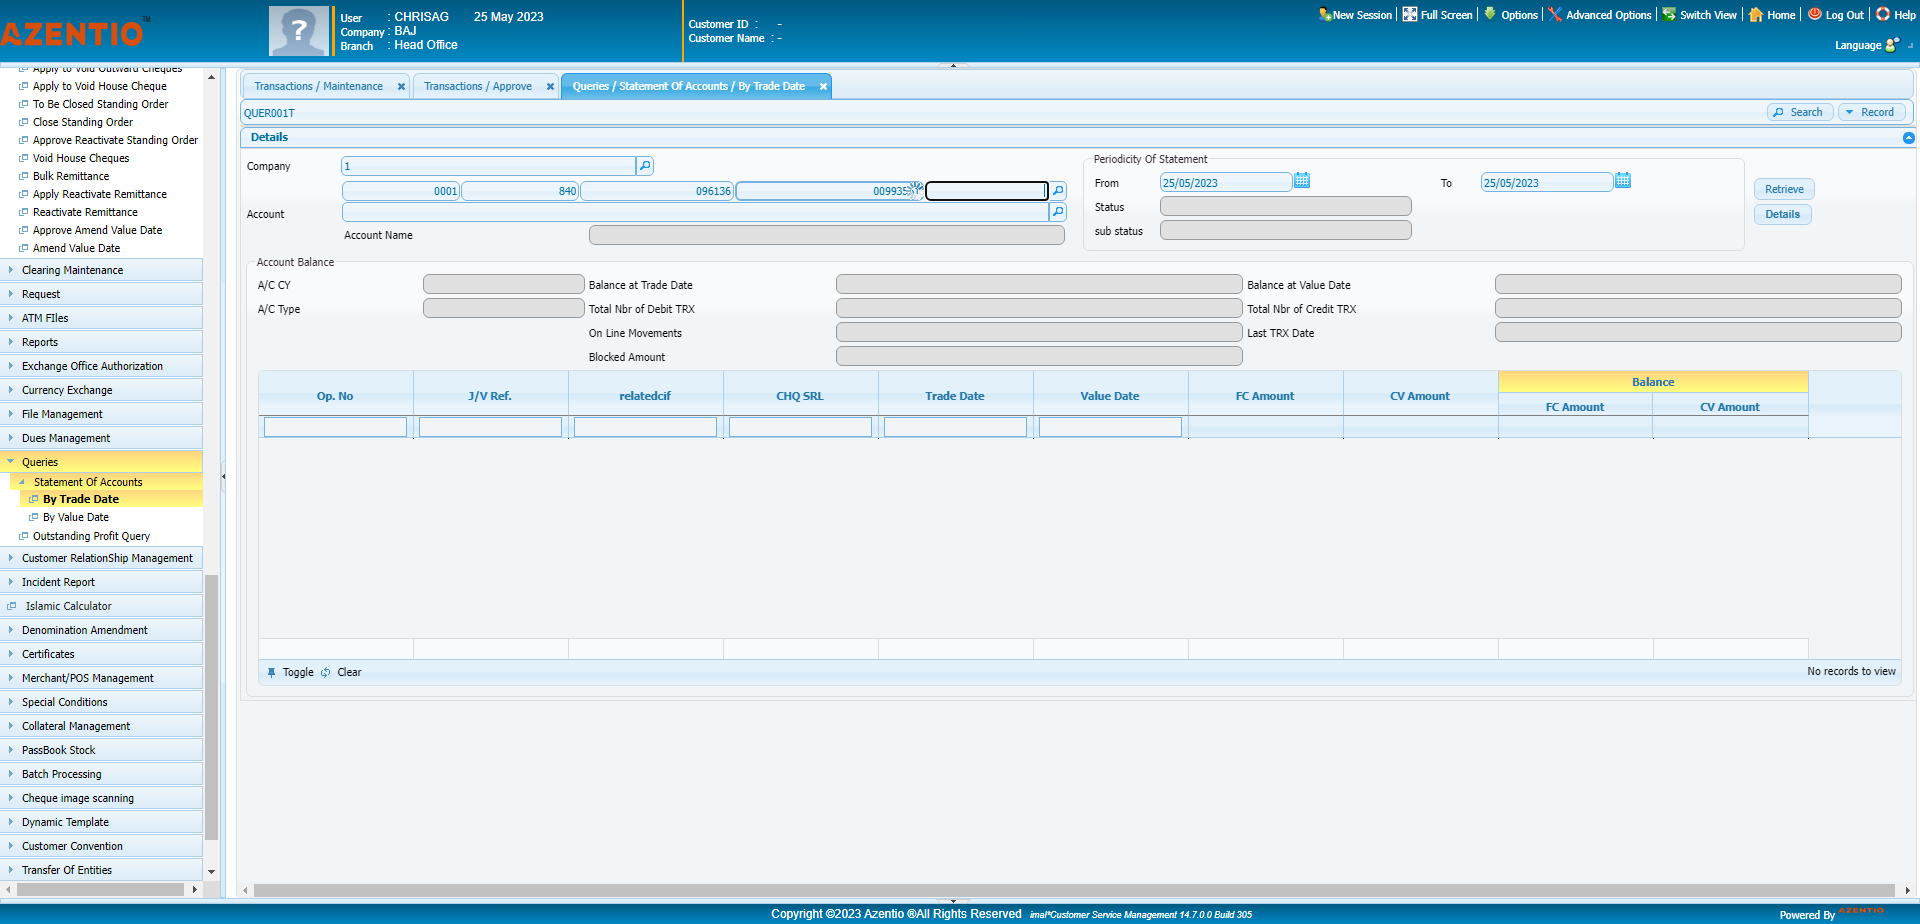 AZENTIO TM
User : CHRISAG 25 May 2023
Company : BAJ
Branch : Head Office
Customer ID : -
Customer Name : -
New Session Full Screen Options Advanced Options Switch View Home Log Out Help
Language
Apply to Void Outward Cheques
Apply to Void House Cheque
To Be Closed Standing Order
Close Standing Order
Approve Reactivate Standing Order
Void House Cheques
Bulk Remittance
Apply Reactivate Remittance
Reactivate Remittance
Approve Amend Value Date
Amend Value Date
Clearing Maintenance
Request
ATM FIles
Reports
Exchange Office Authorization
Currency Exchange
File Management
Dues Management
Queries
Statement Of Accounts
By Trade Date
By Value Date
Outstanding Profit Query
Customer RelationShip Management
Incident Report
Islamic Calculator
Denomination Amendment
Certificates
Merchant/POS Management
Special Conditions
Collateral Management
PassBook Stock
Batch Processing
Cheque image scanning
Dynamic Template
Customer Convention
Transfer Of Entities
Transactions / Maintenance Transactions / Approve Queries / Statement Of Accounts / By Trade Date
QUER001T Search Record
Details
Company 1
0001 840 096136 009935
Account
Account Name
Periodicity Of Statement
From 25/05/2023 To 25/05/2023
Status
sub status
Retrieve
Details
Account Balance
A/C CY Balance at Trade Date Balance at Value Date
A/C Type Total Nbr of Debit TRX Total Nbr of Credit TRX
On Line Movements Last TRX Date
Blocked Amount
Op. No J/V Ref. relatedcif CHQ SRL Trade Date Value Date FC Amount CV Amount Balance
FC Amount CV Amount
Toggle Clear No records to view
Copyright ©2023 Azentio ®All Rights Reserved imal*Customer Service Management 14.7.0.0 Build 305
Powered By AZENTIO